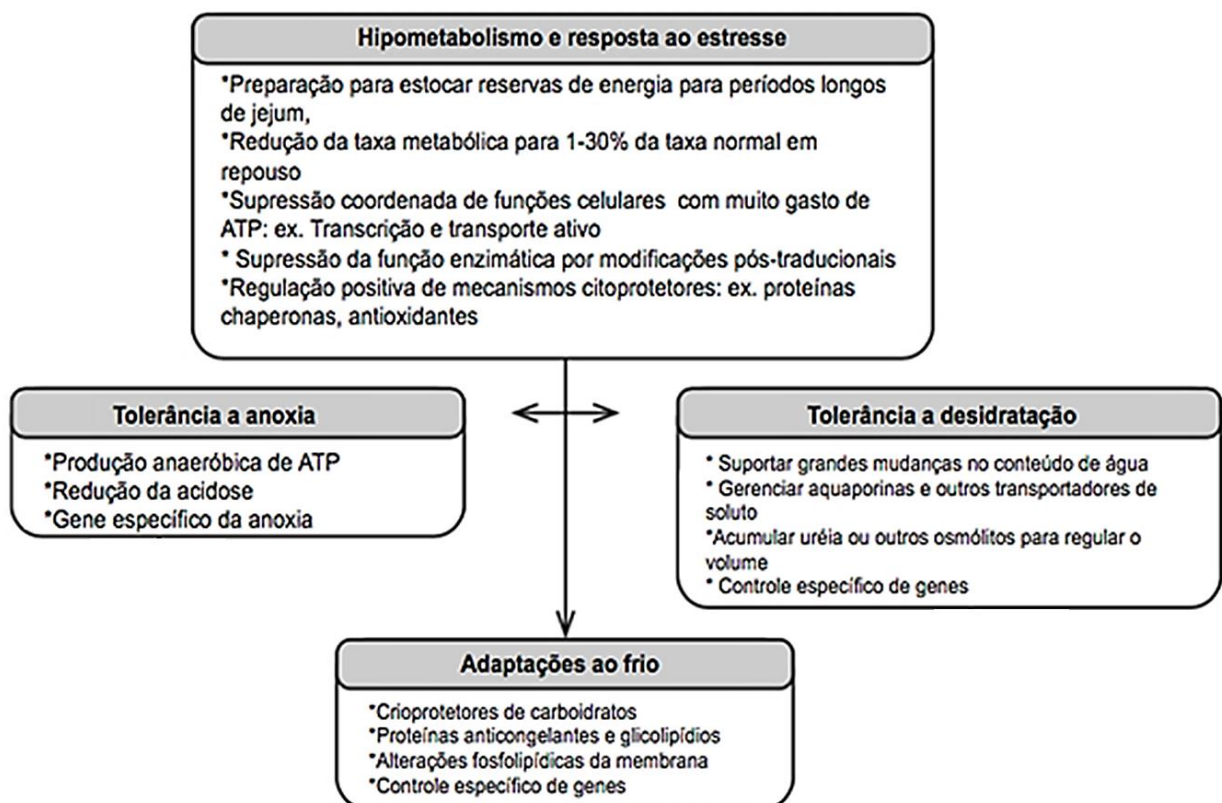 Hipometabolismo e resposta ao estresse
*Preparação para estocar reservas de energia para períodos longos
de jejum,
*Redução da taxa metabólica para 1-30% da taxa normal em
repouso
*Supressão coordenada de funções celulares com muito gasto de
ATP: ex. Transcrição e transporte ativo
* Supressão da função enzimática por modificações pós-traducionais
*Regulação positiva de mecanismos citoprotetores: ex. proteínas
chaperonas, antioxidantes
Tolerância a anoxia
*Produção anaeróbica de ATP
*Redução da acidose
*Gene específico da anoxia
Tolerância a desidratação
* Suportar grandes mudanças no conteúdo de água
* Gerenciar aquaporinas e outros transportadores de
soluto
*Acumular uréia ou outros osmólitos para regular o
volume
* Controle específico de genes
Adaptações ao frio
*Crioprotetores de carboidratos
*Proteínas anticongelantes e glicolipídios
*Alterações fosfolipídicas da membrana
*Controle específico de genes